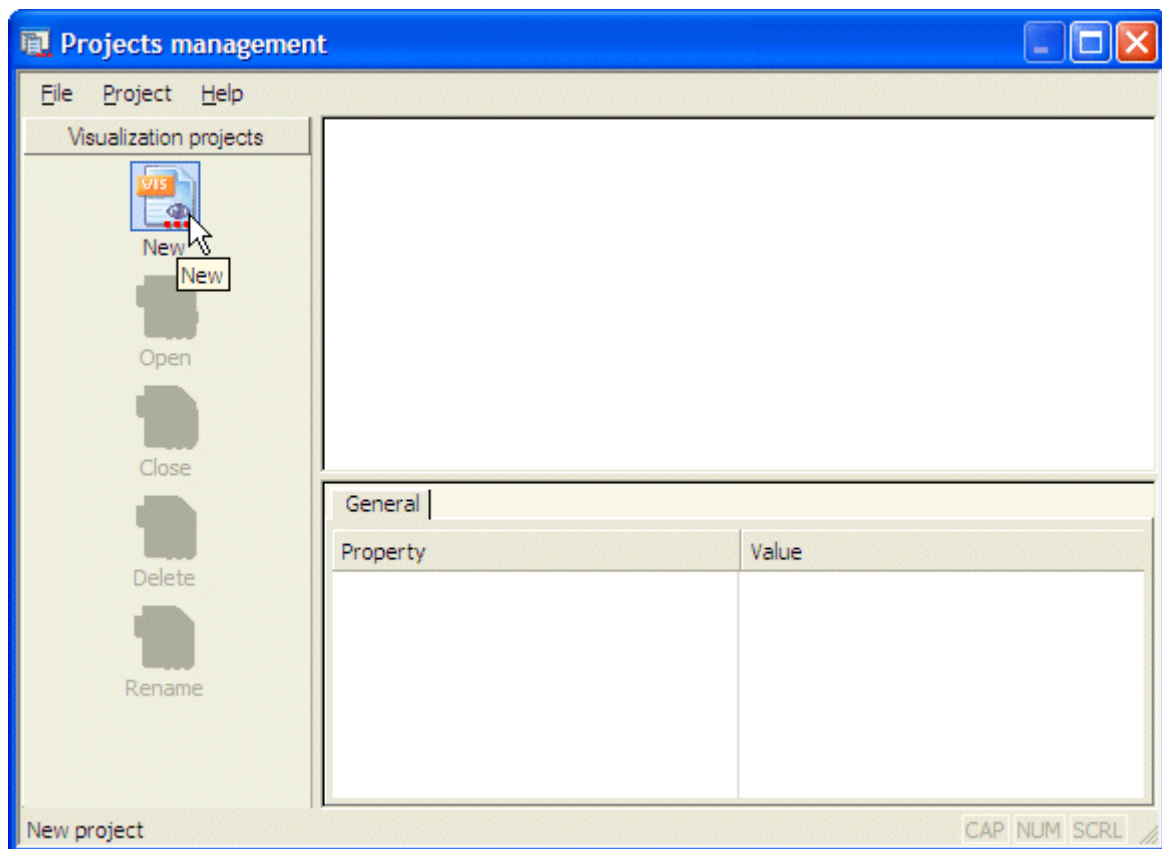 Projects management
File Project Help
Visualization projects
VIS
New
New
Open
Close
Delete
Rename
General
Property Value
New project
CAP NUM SCRL